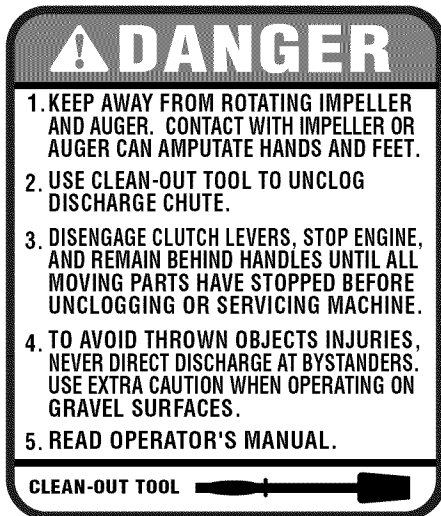 DANGER
1. KEEP AWAY FROM ROTATING IMPELLER
AND AUGER. CONTACT WITH IMPELLER OR
AUGER CAN AMPUTATE HANDS AND FEET.
2. USE CLEAN-OUT TOOL TO UNCLOG
DISCHARGE CHUTE.
3. DISENGAGE CLUTCH LEVERS, STOP ENGINE,
AND REMAIN BEHIND HANDLES UNTIL ALL
MOVING PARTS HAVE STOPPED BEFORE
UNCLOGGING OR SERVICING MACHINE.
4. TO AVOID THROWN OBJECTS INJURIES,
NEVER DIRECT DISCHARGE AT BYSTANDERS.
USE EXTRA CAUTION WHEN OPERATING ON
GRAVEL SURFACES.
5. READ OPERATOR'S MANUAL.
CLEAN-OUT TOOL